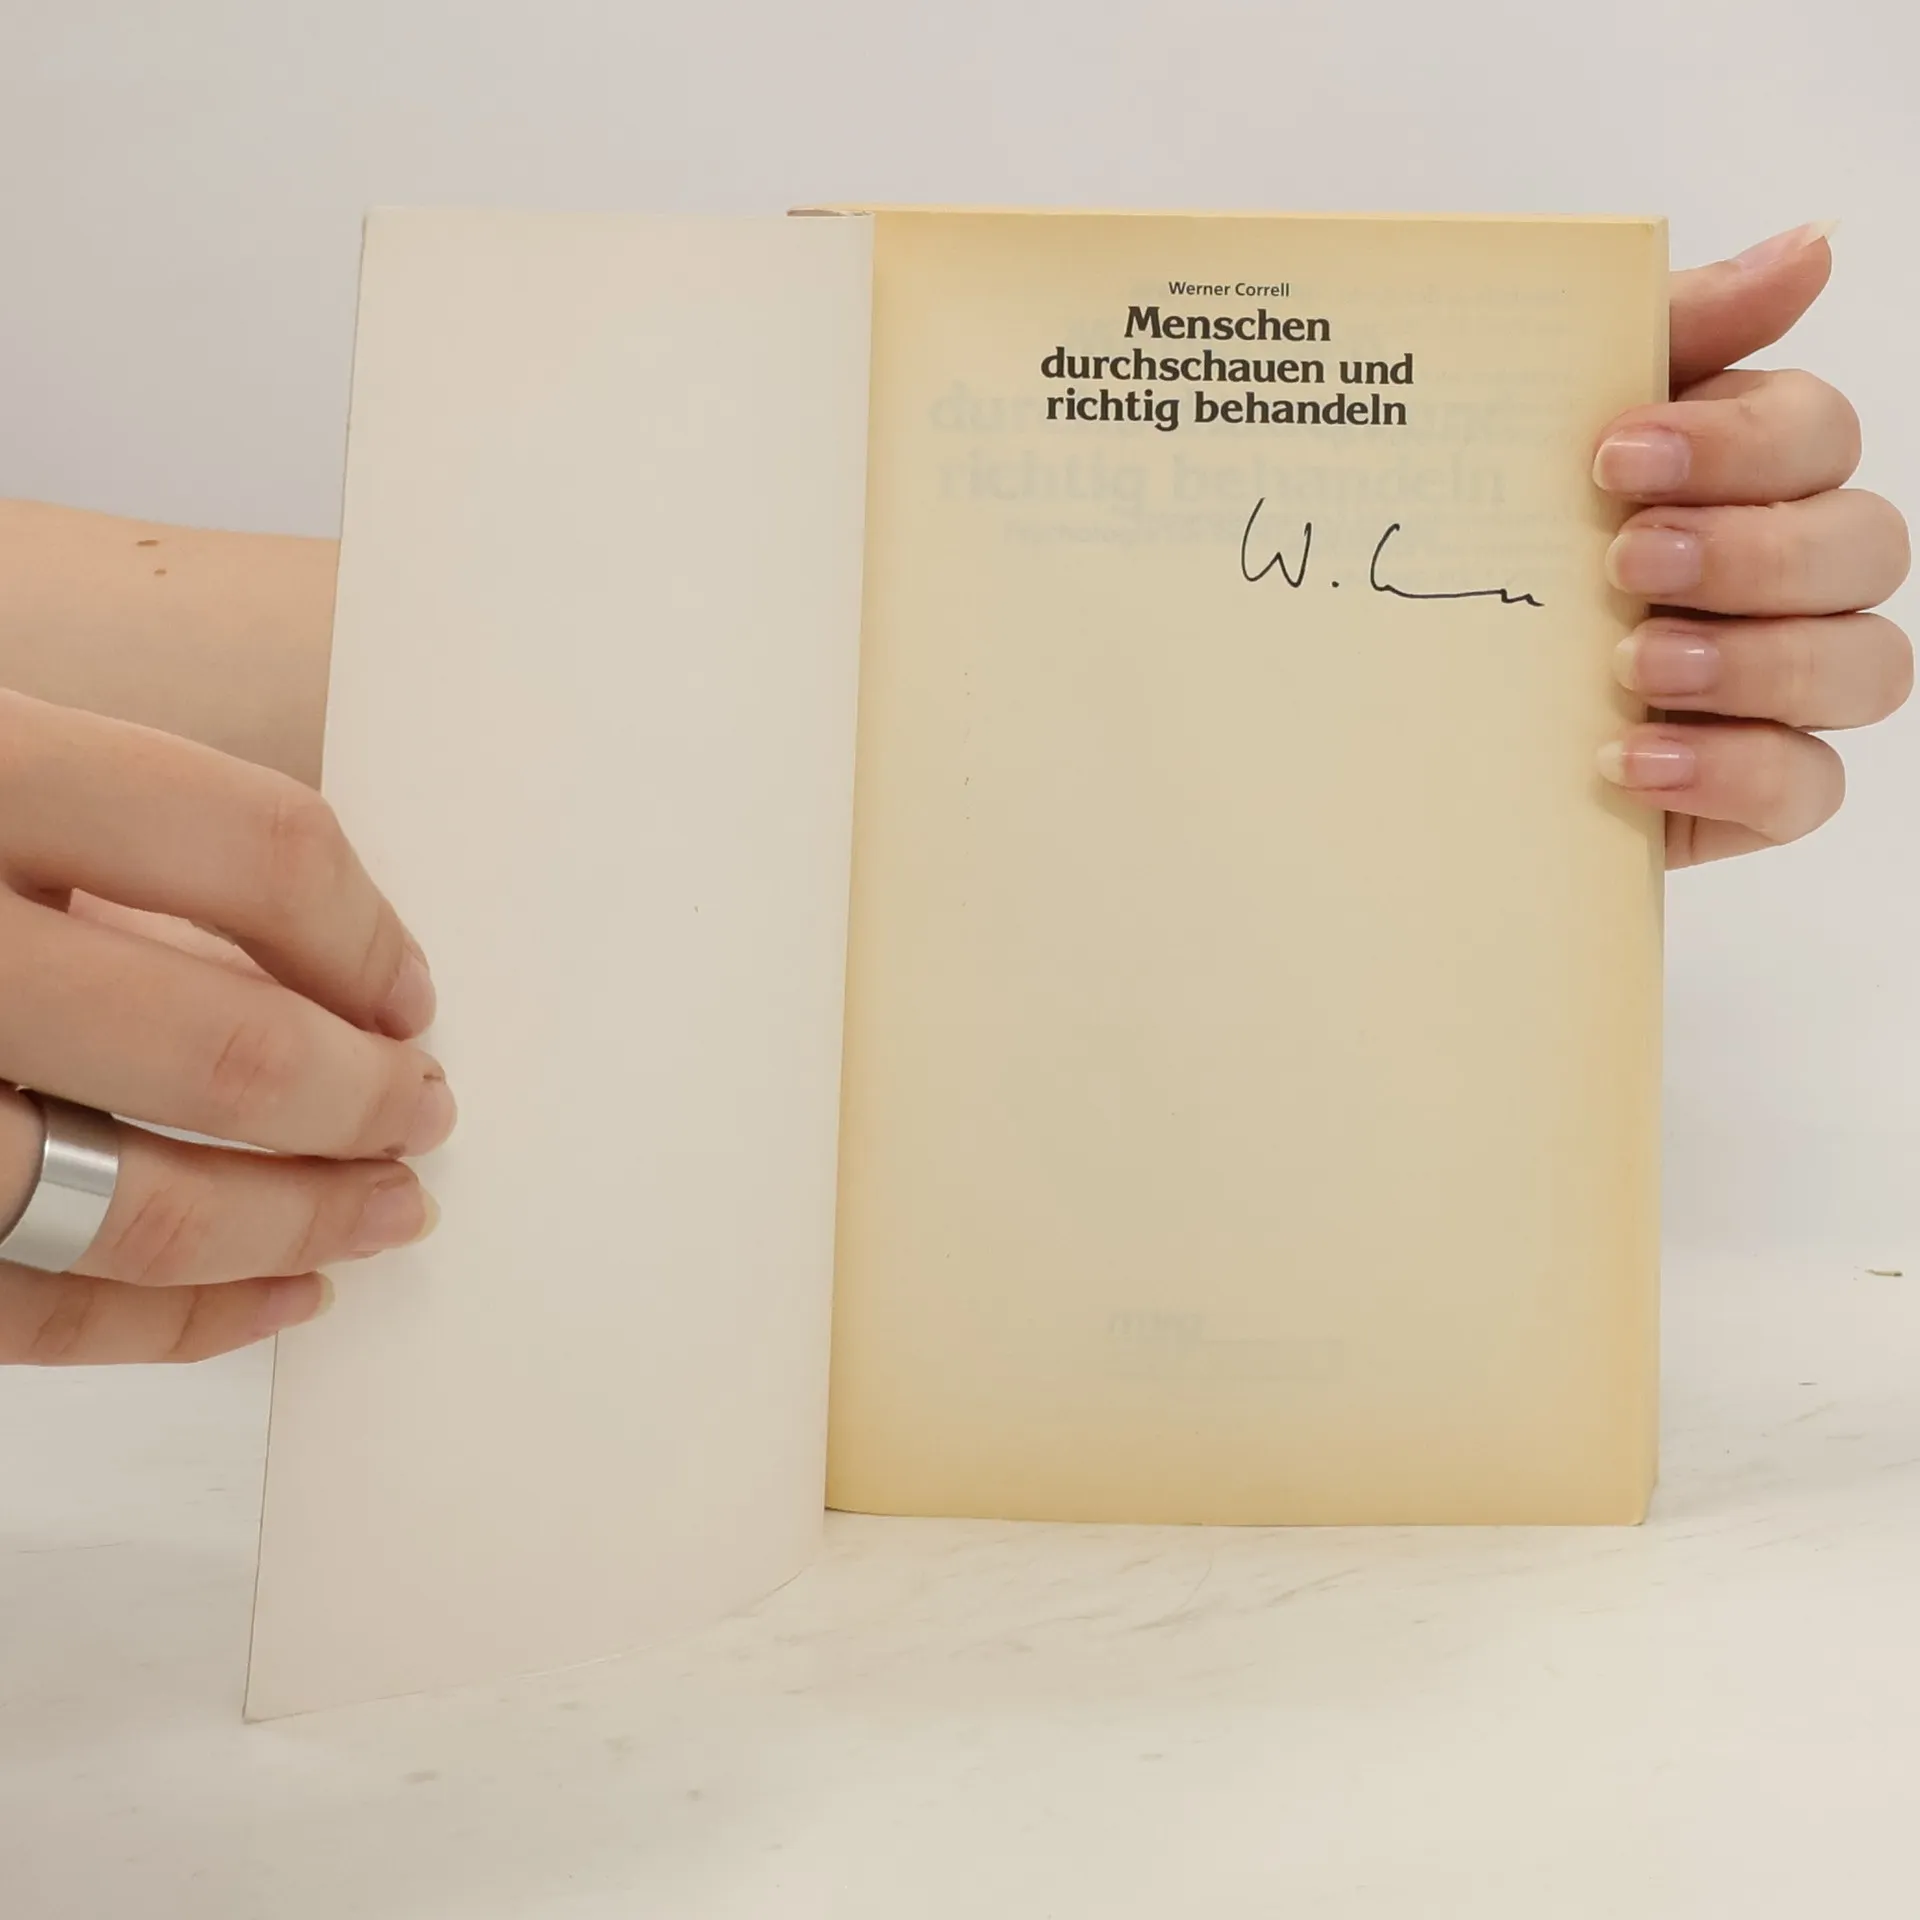 Werner Correll
Menschen
durchschauen und
richtig behandeln
W.